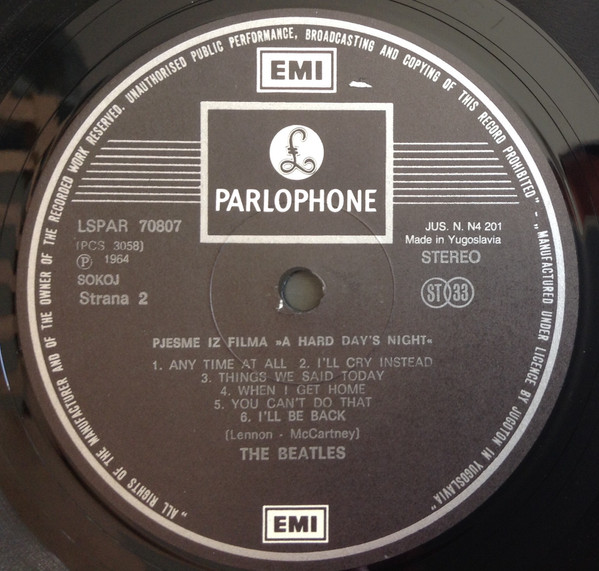 "ALL RIGHTS OF THE MANUFACTURER AND OF THE OWNER OF THE RECORDED WORK RESERVED. UNAUTHORISED PUBLIC PERFORMANCE, BROADCASTING AND COPYING OF THIS RECORD PROHIBITED" - "MANUFACTURED UNDER LICENCE BY JUGOTON IN YUGOSLAVIA"
EMI
£
PARLOPHONE
LSPAR 70807
(PCS 3058)
Ⓟ 1964
SOKOJ
Strana 2
JUS. N. N4 201
Made in Yugoslavia
STEREO
ST 33
PJESME IZ FILMA »A HARD DAY'S NIGHT«
1. ANY TIME AT ALL 2. I'LL CRY INSTEAD
3. THINGS WE SAID TODAY
4. WHEN I GET HOME
5. YOU CAN'T DO THAT
6. I'LL BE BACK
(Lennon - McCartney)
THE BEATLES
EMI